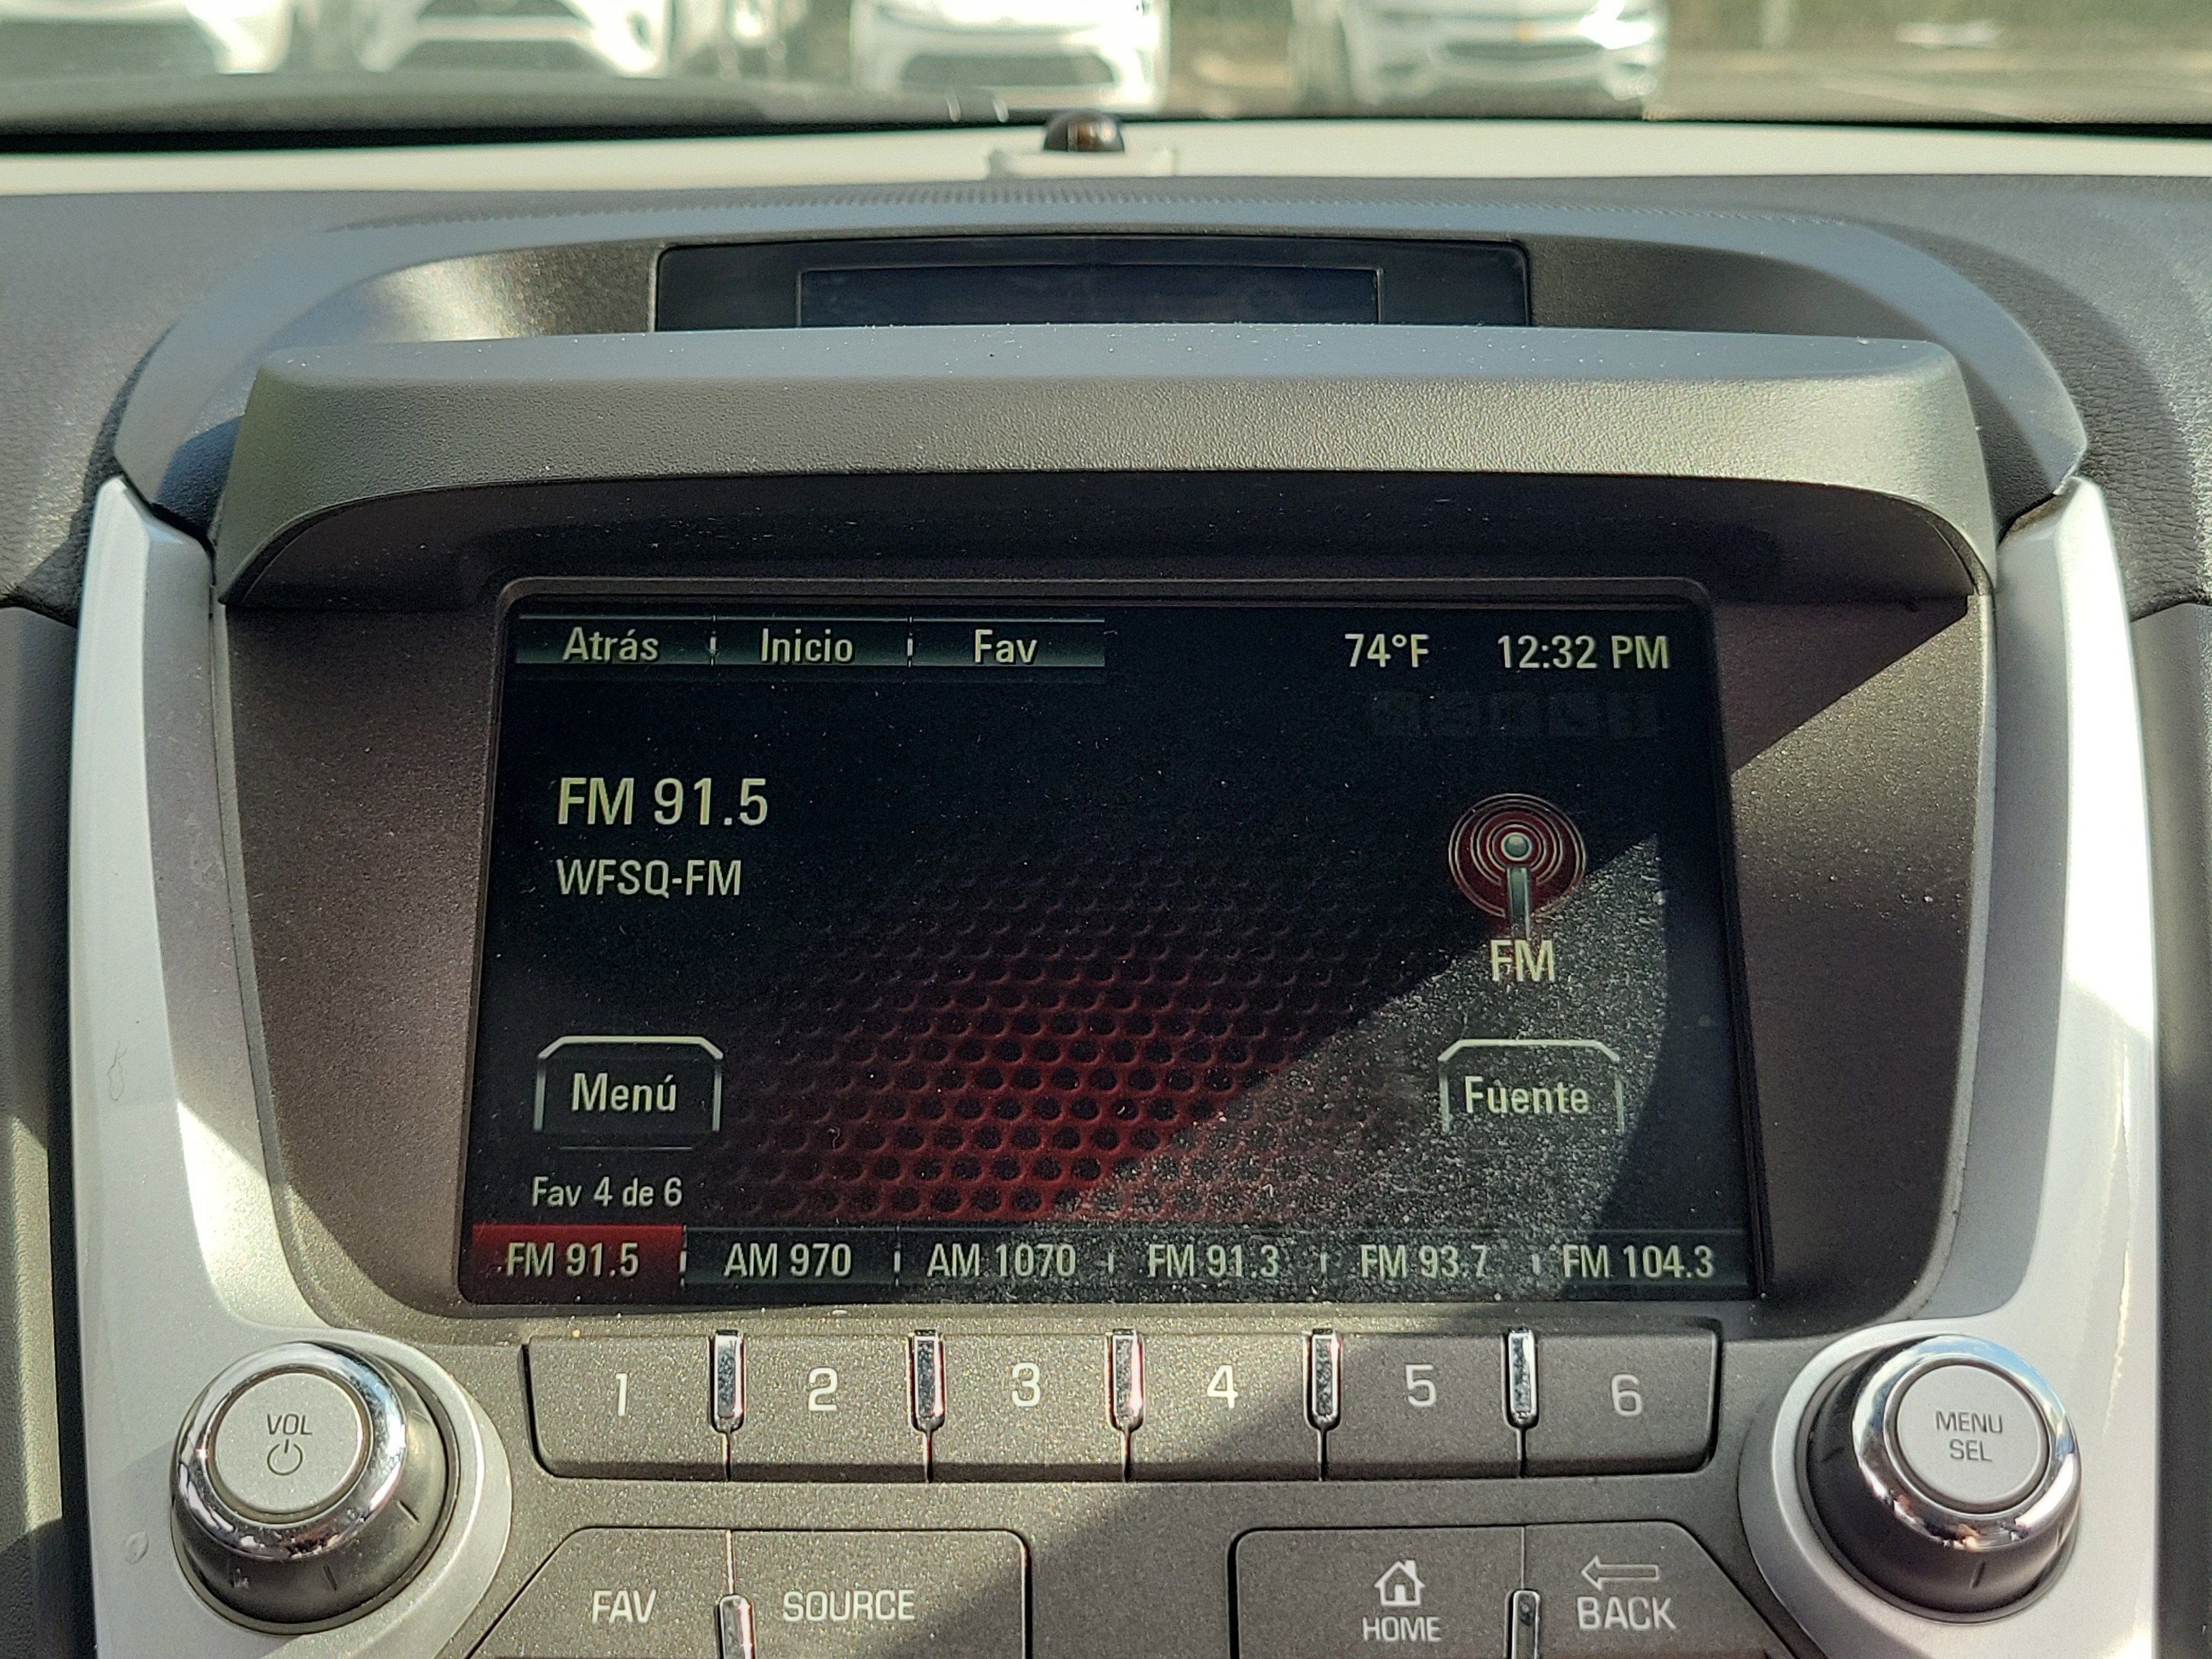 Atrás Inicio Fav 74°F 12:32 PM
FM 91.5
WFSQ-FM
FM
Menú Fuente
Fav 4 de 6
FM 91.5 AM 970 AM 1070 FM 91.3 FM 93.7 FM 104.3
1 2 3 4 5 6
VOL
MENU
SEL
FAV SOURCE HOME BACK